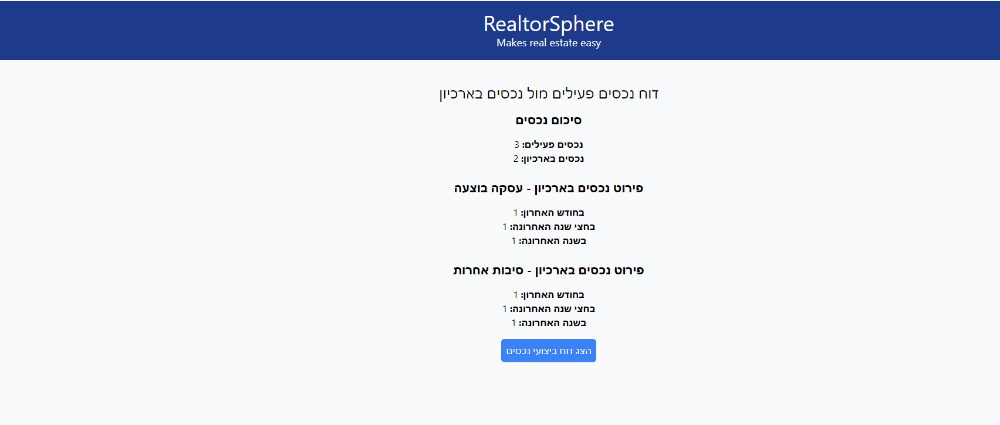 RealtorSphere
Makes real estate easy
דוח נכסים פעילים מול נכסים בארכיון
סיכום נכסים
נכסים פעילים: 3
נכסים בארכיון: 2
פירוט נכסים בארכיון - עסקה בוצעה
בחודש האחרון: 1
בחצי שנה האחרונה: 1
בשנה האחרונה: 1
פירוט נכסים בארכיון - סיבות אחרות
בחודש האחרון: 1
בחצי שנה האחרונה: 1
בשנה האחרונה: 1
הצג דוח ביצועי נכסים